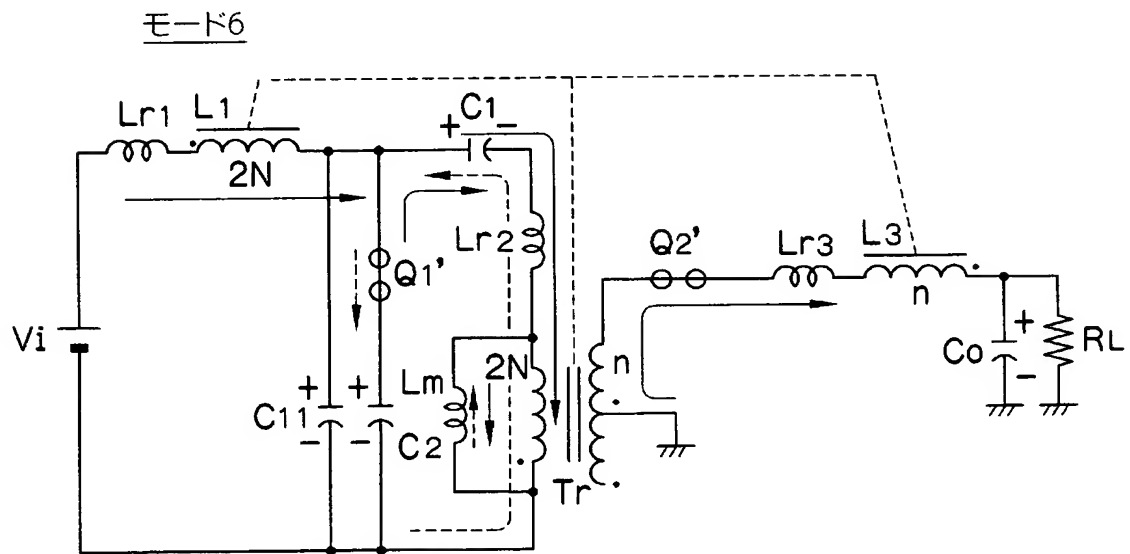 モード6
Lr1
L1
2N
C1
+
-
Lr2
Q1'
Vi
+
-
C11
+
-
C2
Lm
2N
n
Tr
Q2'
Lr3
L3
n
Co
+
-
RL